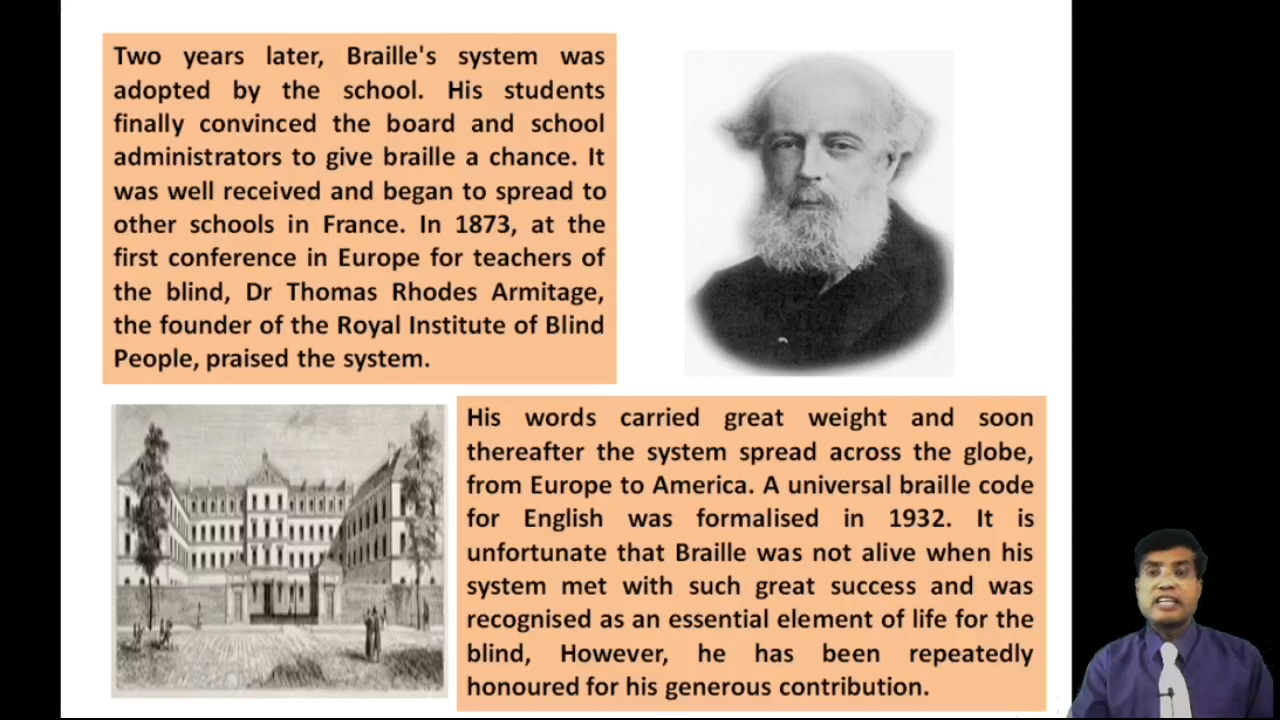 Two years later, Braille's system was
adopted by the school. His students
finally convinced the board and school
administrators to give braille a chance. It
was well received and began to spread to
other schools in France. In 1873, at the
first conference in Europe for teachers of
the blind, Dr Thomas Rhodes Armitage,
the founder of the Royal Institute of Blind
People, praised the system.
His words carried great weight and soon
thereafter the system spread across the globe,
from Europe to America. A universal braille code
for English was formalised in 1932. It is
unfortunate that Braille was not alive when his
system met with such great success and was
recognised as an essential element of life for the
blind, However, he has been repeatedly
honoured for his generous contribution.